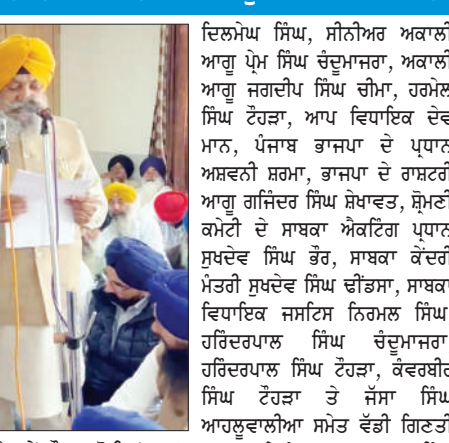 ਦਿਲਮੇਘ ਸਿੰਘ, ਸੀਨੀਅਰ ਅਕਾਲੀ
ਆਗੂ ਪ੍ਰੇਮ ਸਿੰਘ ਚੰਦੂਮਾਜਰਾ, ਅਕਾਲੀ
ਆਗੂ ਜਗਦੀਪ ਸਿੰਘ ਚੀਮਾ, ਹਰਮੇਲ
ਸਿੰਘ ਟੌਹੜਾ, ਆਪ ਵਿਧਾਇਕ ਦੇਵ
ਮਾਨ, ਪੰਜਾਬ ਭਾਜਪਾ ਦੇ ਪ੍ਰਧਾਨ
ਅਸ਼ਵਨੀ ਸ਼ਰਮਾ, ਭਾਜਪਾ ਦੇ ਰਾਸ਼ਟਰੀ
ਆਗੂ ਗਜਿੰਦਰ ਸਿੰਘ ਸ਼ੇਖਾਵਤ, ਸ਼੍ਰੋਮਣੀ
ਕਮੇਟੀ ਦੇ ਸਾਬਕਾ ਐਕਟਿੰਗ ਪ੍ਰਧਾਨ
ਸੁਖਦੇਵ ਸਿੰਘ ਭੌਰ, ਸਾਬਕਾ ਕੇਂਦਰੀ
ਮੰਤਰੀ ਸੁਖਦੇਵ ਸਿੰਘ ਢੀਂਡਸਾ, ਸਾਬਕਾ
ਵਿਧਾਇਕ ਜਸਟਿਸ ਨਿਰਮਲ ਸਿੰਘ
ਹਰਿੰਦਰਪਾਲ ਸਿੰਘ ਚੰਦੂਮਾਜਰਾ
ਹਰਿੰਦਰਪਾਲ ਸਿੰਘ ਟੌਹੜਾ, ਕੰਵਰਬੀਰ
ਸਿੰਘ ਟੌਹੜਾ ਤੇ ਜੱਸਾ ਸਿੰਘ
ਆਹਲੂਵਾਲੀਆ ਸਮੇਤ ਵੱਡੀ ਗਿਣਤੀ